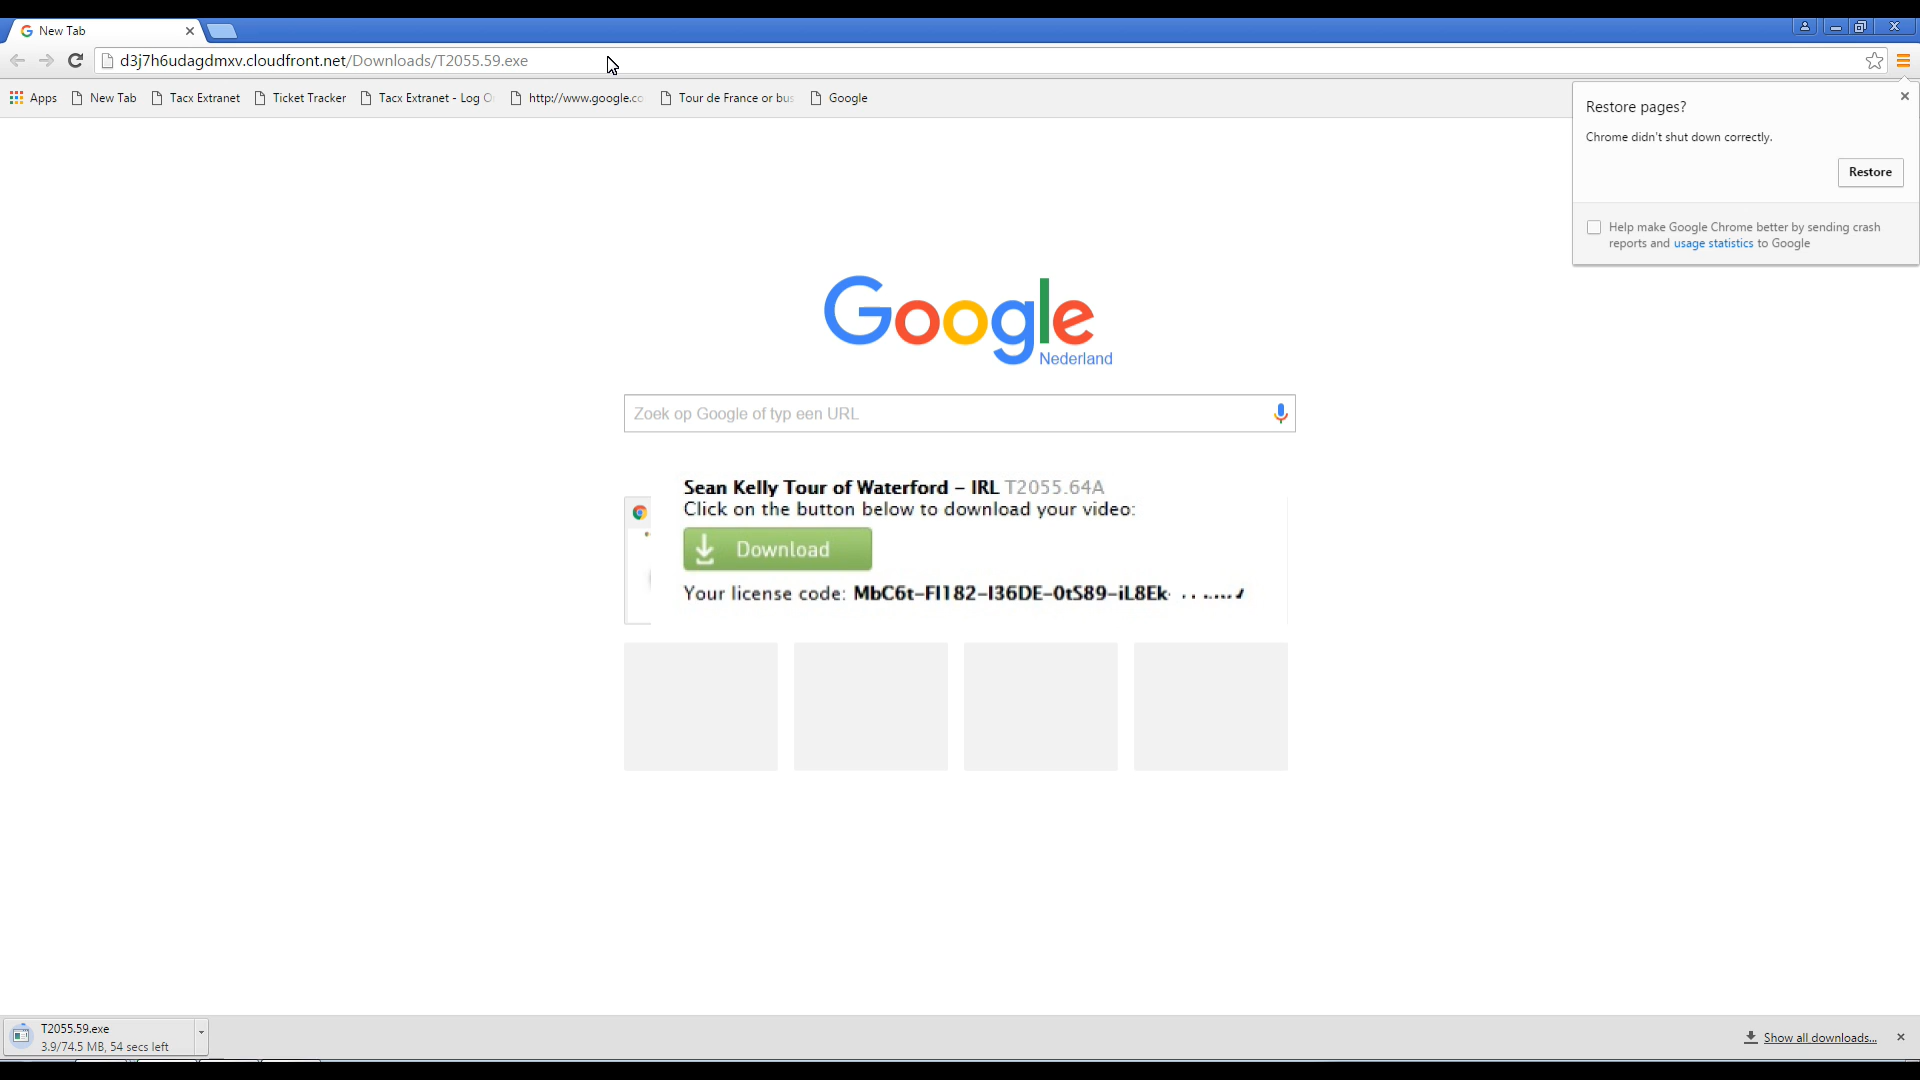 New Tab
d3j7h6udagdmxv.cloudfront.net/Downloads/T2055.59.exe
Apps
New Tab
Tacx Extranet
Ticket Tracker
Tacx Extranet - Log O
http://www.google.co
Tour de France or bus
Google
Restore pages?
Chrome didn't shut down correctly.
Restore
Help make Google Chrome better by sending crash
reports and usage statistics to Google
Google
Nederland
Zoek op Google of typ een URL
Sean Kelly Tour of Waterford – IRL T2055.64A
Click on the button below to download your video:
Download
Your license code: MbC6t-FI182-I36DE-0tS89-iL8Ek-
T2055.59.exe
3.9/74.5 MB, 54 secs left
Show all downloads...